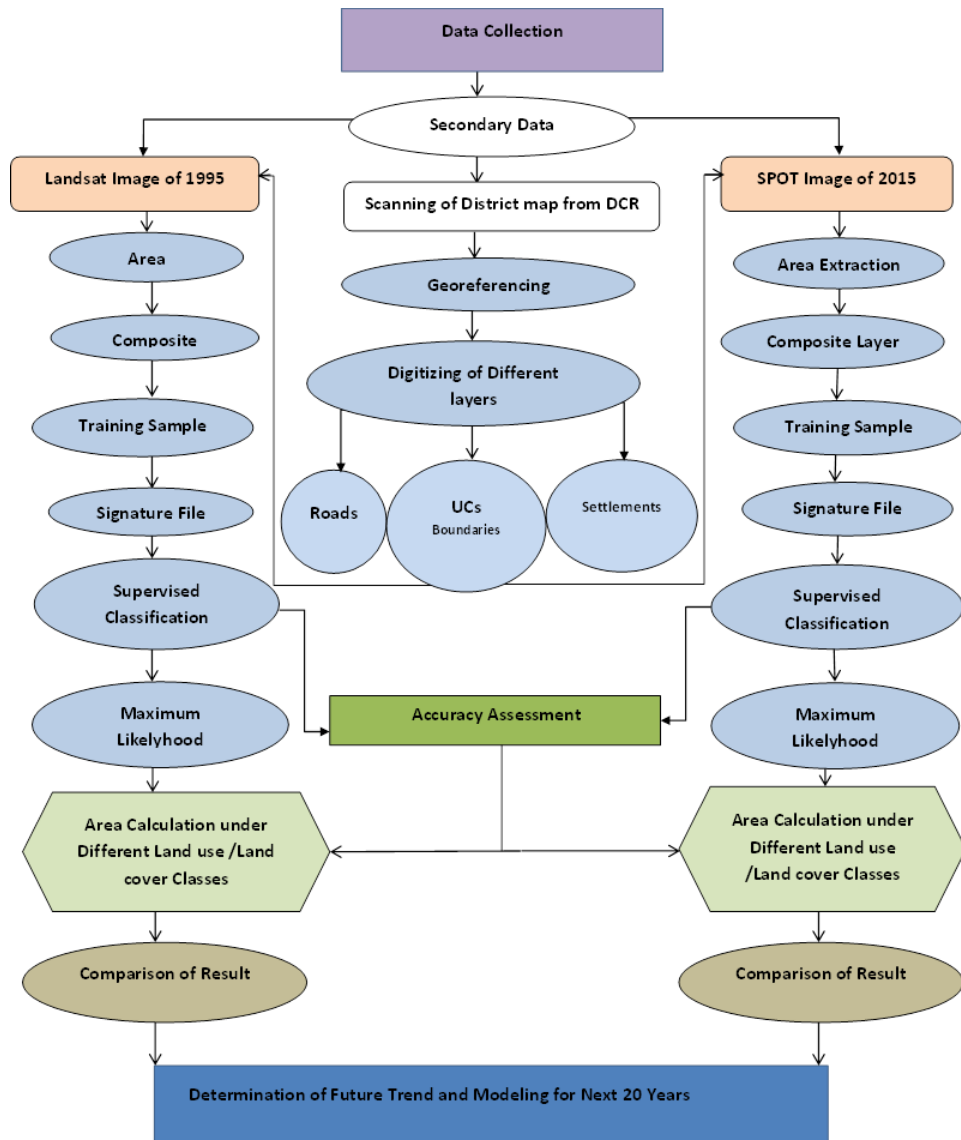 Data Collection
Secondary Data
Landsat Image of 1995
SPOT Image of 2015
Scanning of District map from DCR
Area
Area Extraction
Georeferencing
Composite
Composite Layer
Digitizing of Different
layers
Training Sample
Training Sample
Roads
UCs
Boundaries
Settlements
Signature File
Signature File
Supervised
Classification
Supervised
Classification
Accuracy Assessment
Maximum
Likelyhood
Maximum
Likelyhood
Area Calculation under
Different Land use /Land
cover Classes
Area Calculation under
Different Land use
/Land cover Classes
Comparison of Result
Comparison of Result
Determination of Future Trend and Modeling for Next 20 Years